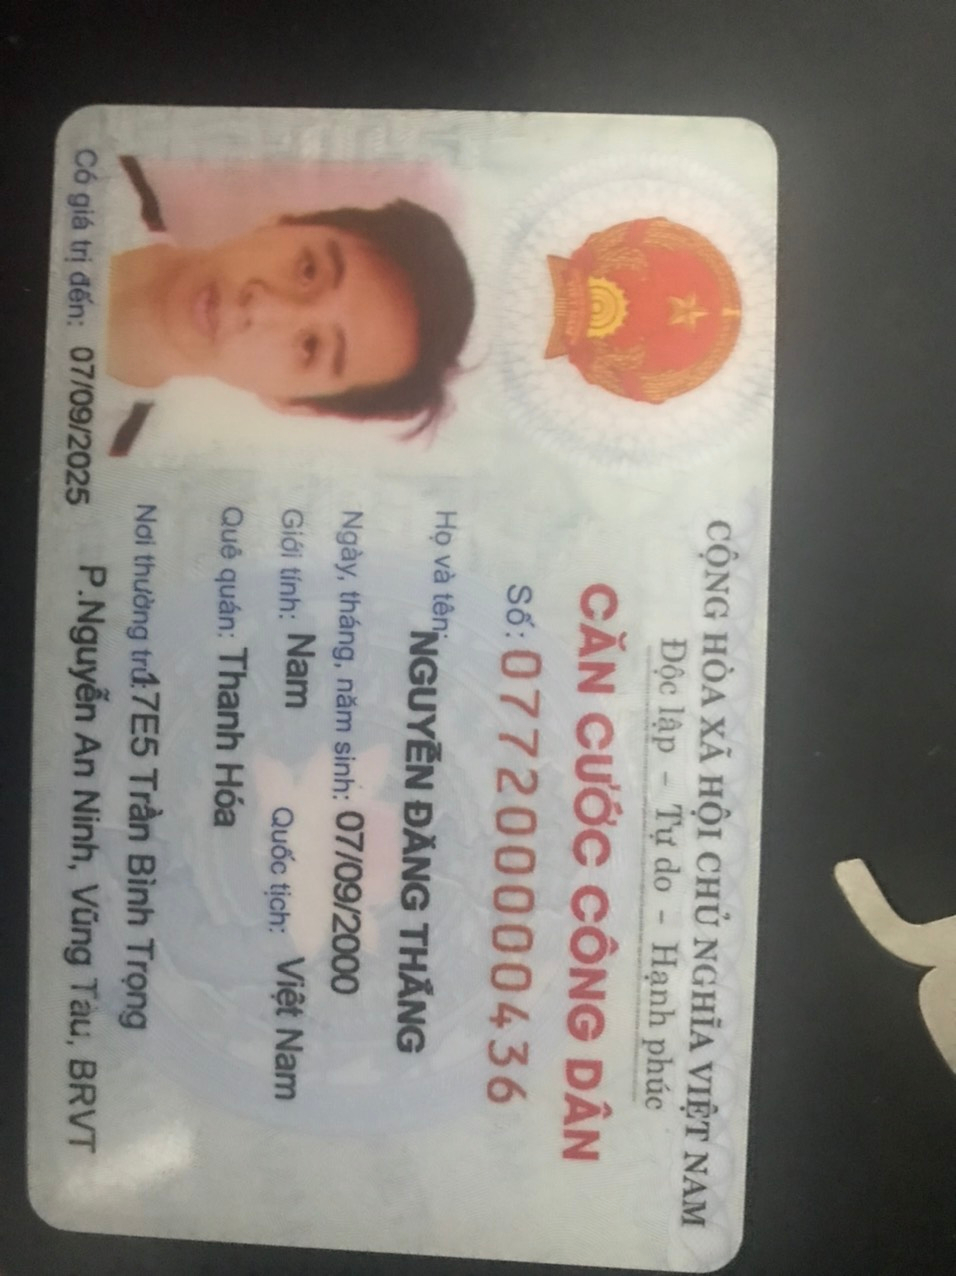 CỘNG HÒA XÃ HỘI CHỦ NGHĨA VIỆT NAM
Độc lập - Tự do - Hạnh phúc
CĂN CƯỚC CÔNG DÂN
Số: 077200000436
Họ và tên: NGUYỄN ĐĂNG THẮNG
Ngày, tháng, năm sinh: 07/09/2000
Giới tính: Nam Quốc tịch: Việt Nam
Quê quán: Thanh Hóa
Nơi thường trú: 17E5 Trần Bình Trọng
P.Nguyễn An Ninh, Vũng Tàu, BRVT
Có giá trị đến: 07/09/2025